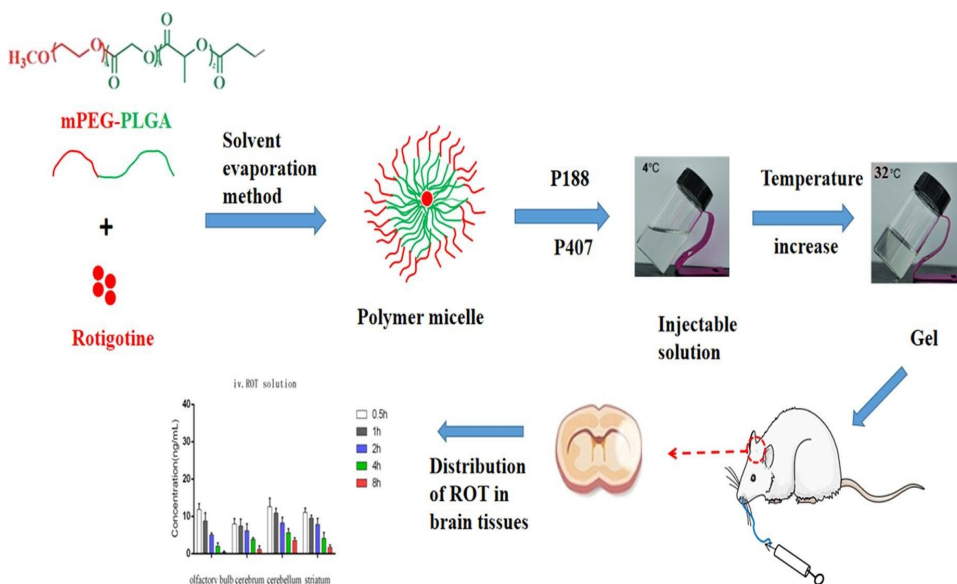 H₃CO
O
O
O
O
O
O
O
mPEG-PLGA
+
Rotigotine
Solvent
evaporation
method
Polymer micelle
P188
P407
4°C
Injectable
solution
Temperature
increase
32°C
Gel
iv.ROT solution
Concentration(ng/mL)
40
30
20
10
0
olfactory bulb cerebrum cerebellum striatum
0.5h
1h
2h
4h
8h
Distribution
of ROT in
brain tissues